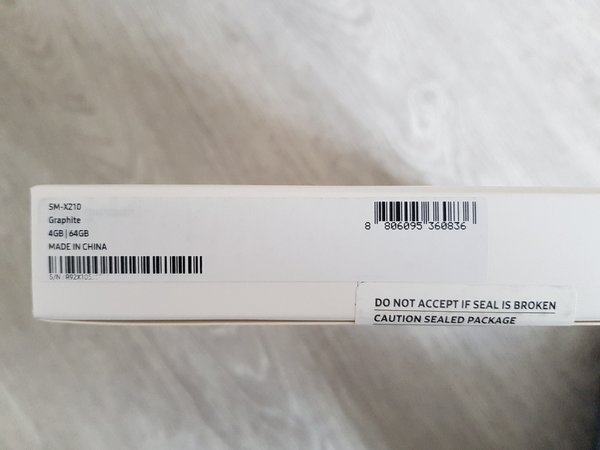 SM-X210
Graphite
4GB | 64GB
MADE IN CHINA
S/N : R92X10S
8 806095 360836
DO NOT ACCEPT IF SEAL IS BROKEN
CAUTION SEALED PACKAGE